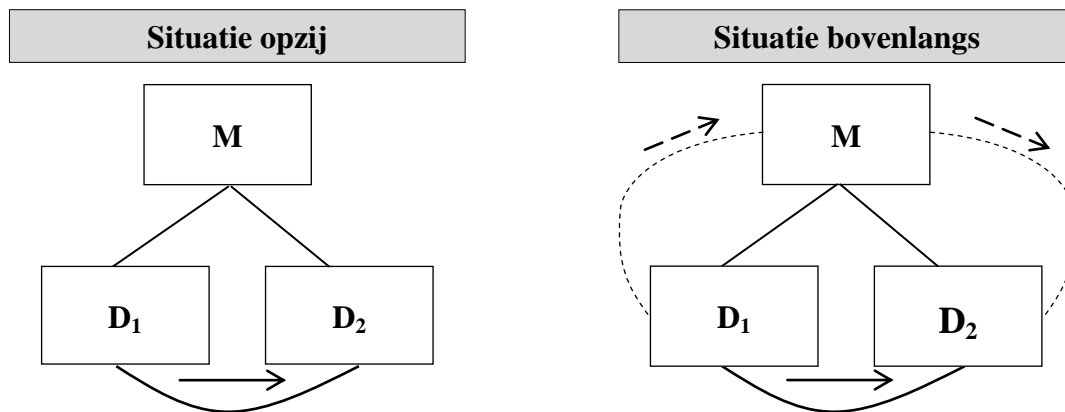 Situatie opzij
Situatie bovenlangs
M
M
D₁
D₂
D₁
D₂